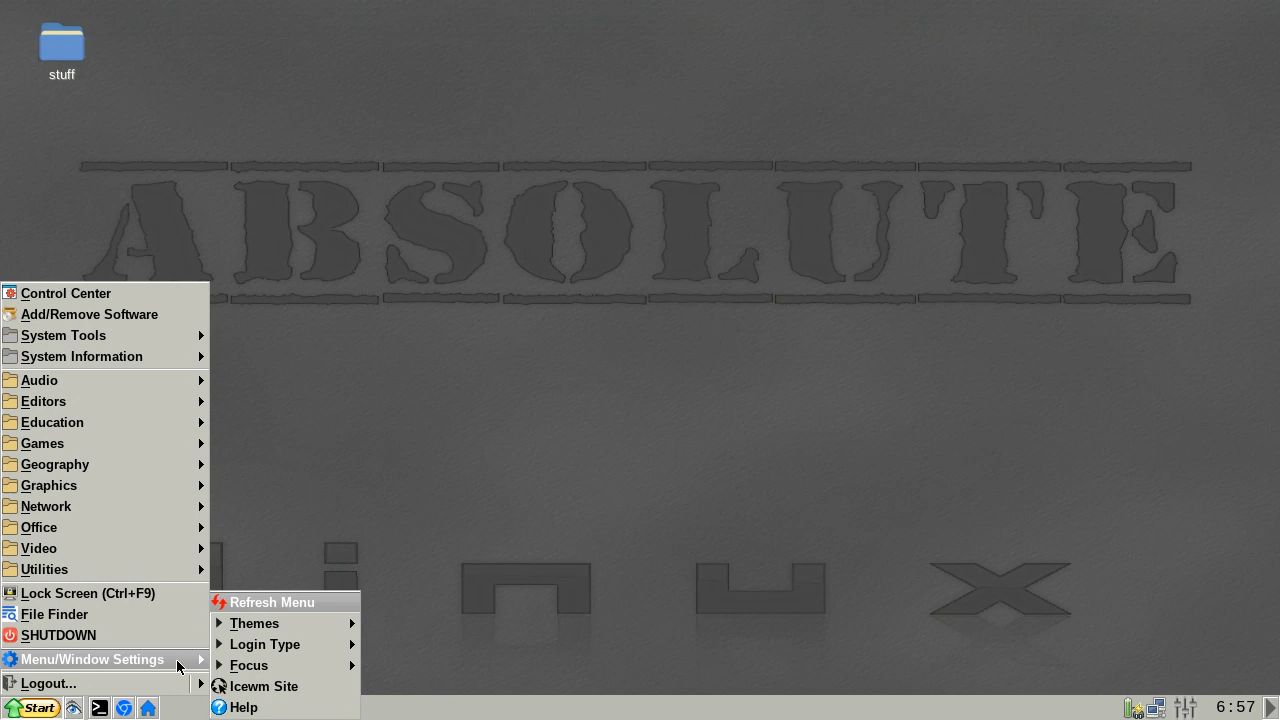 stuff
ABSOLUTE
Control Center
Add/Remove Software
System Tools
System Information
Audio
Editors
Education
Games
Geography
Graphics
Network
Office
Video
Utilities
Lock Screen (Ctrl+F9)
File Finder
SHUTDOWN
Menu/Window Settings
Logout...
inux
Refresh Menu
Themes
Login Type
Focus
Icewm Site
Help
Start
6:57